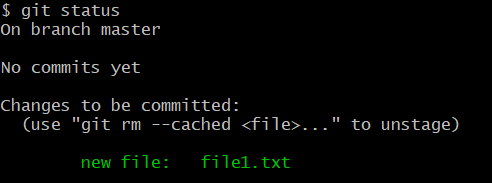 $ git status
On branch master
No commits yet
Changes to be committed:
(use "git rm --cached <file>..." to unstage)
new file: file1.txt